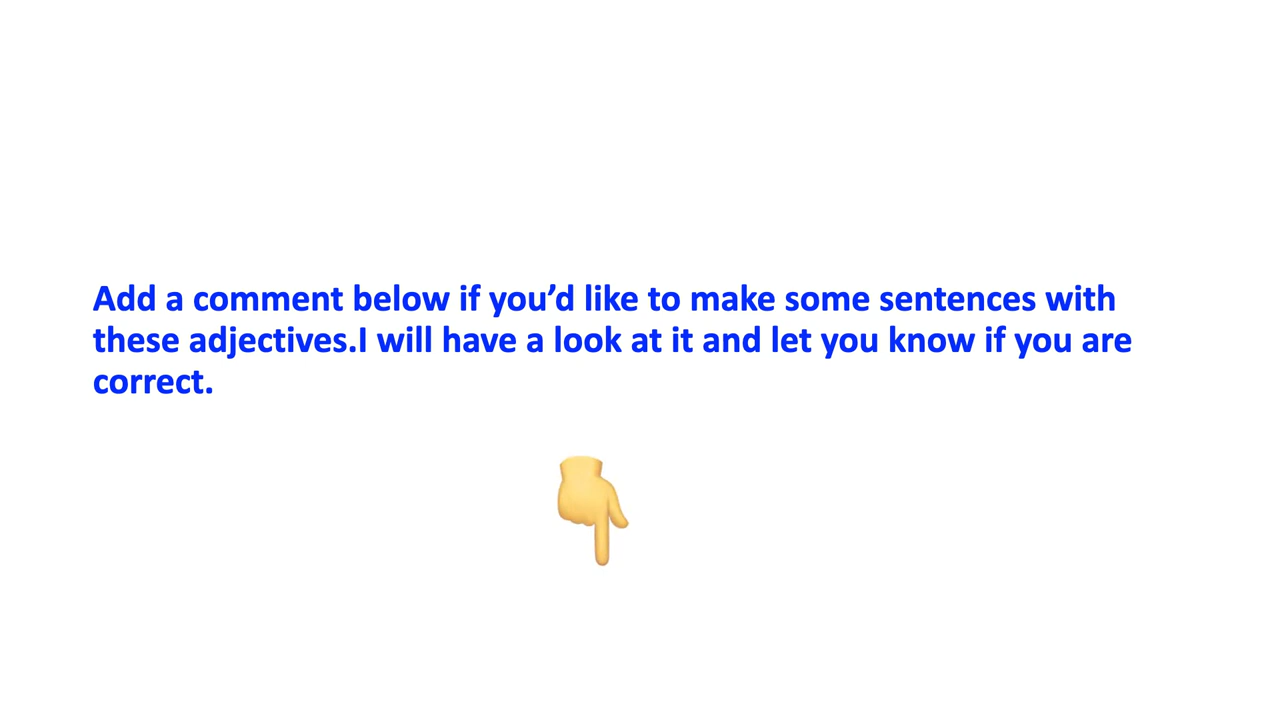 Add a comment below if you’d like to make some sentences with
these adjectives.I will have a look at it and let you know if you are
correct.